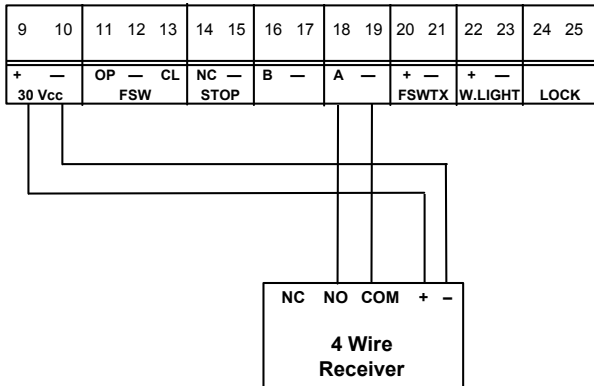 9 10 11 12 13 14 15 16 17 18 19 20 21 22 23 24 25
+ — OP — CL NC — B — A — + — + —
30 Vcc FSW STOP FSWTX W.LIGHT LOCK
NC NO COM + –
4 Wire
Receiver